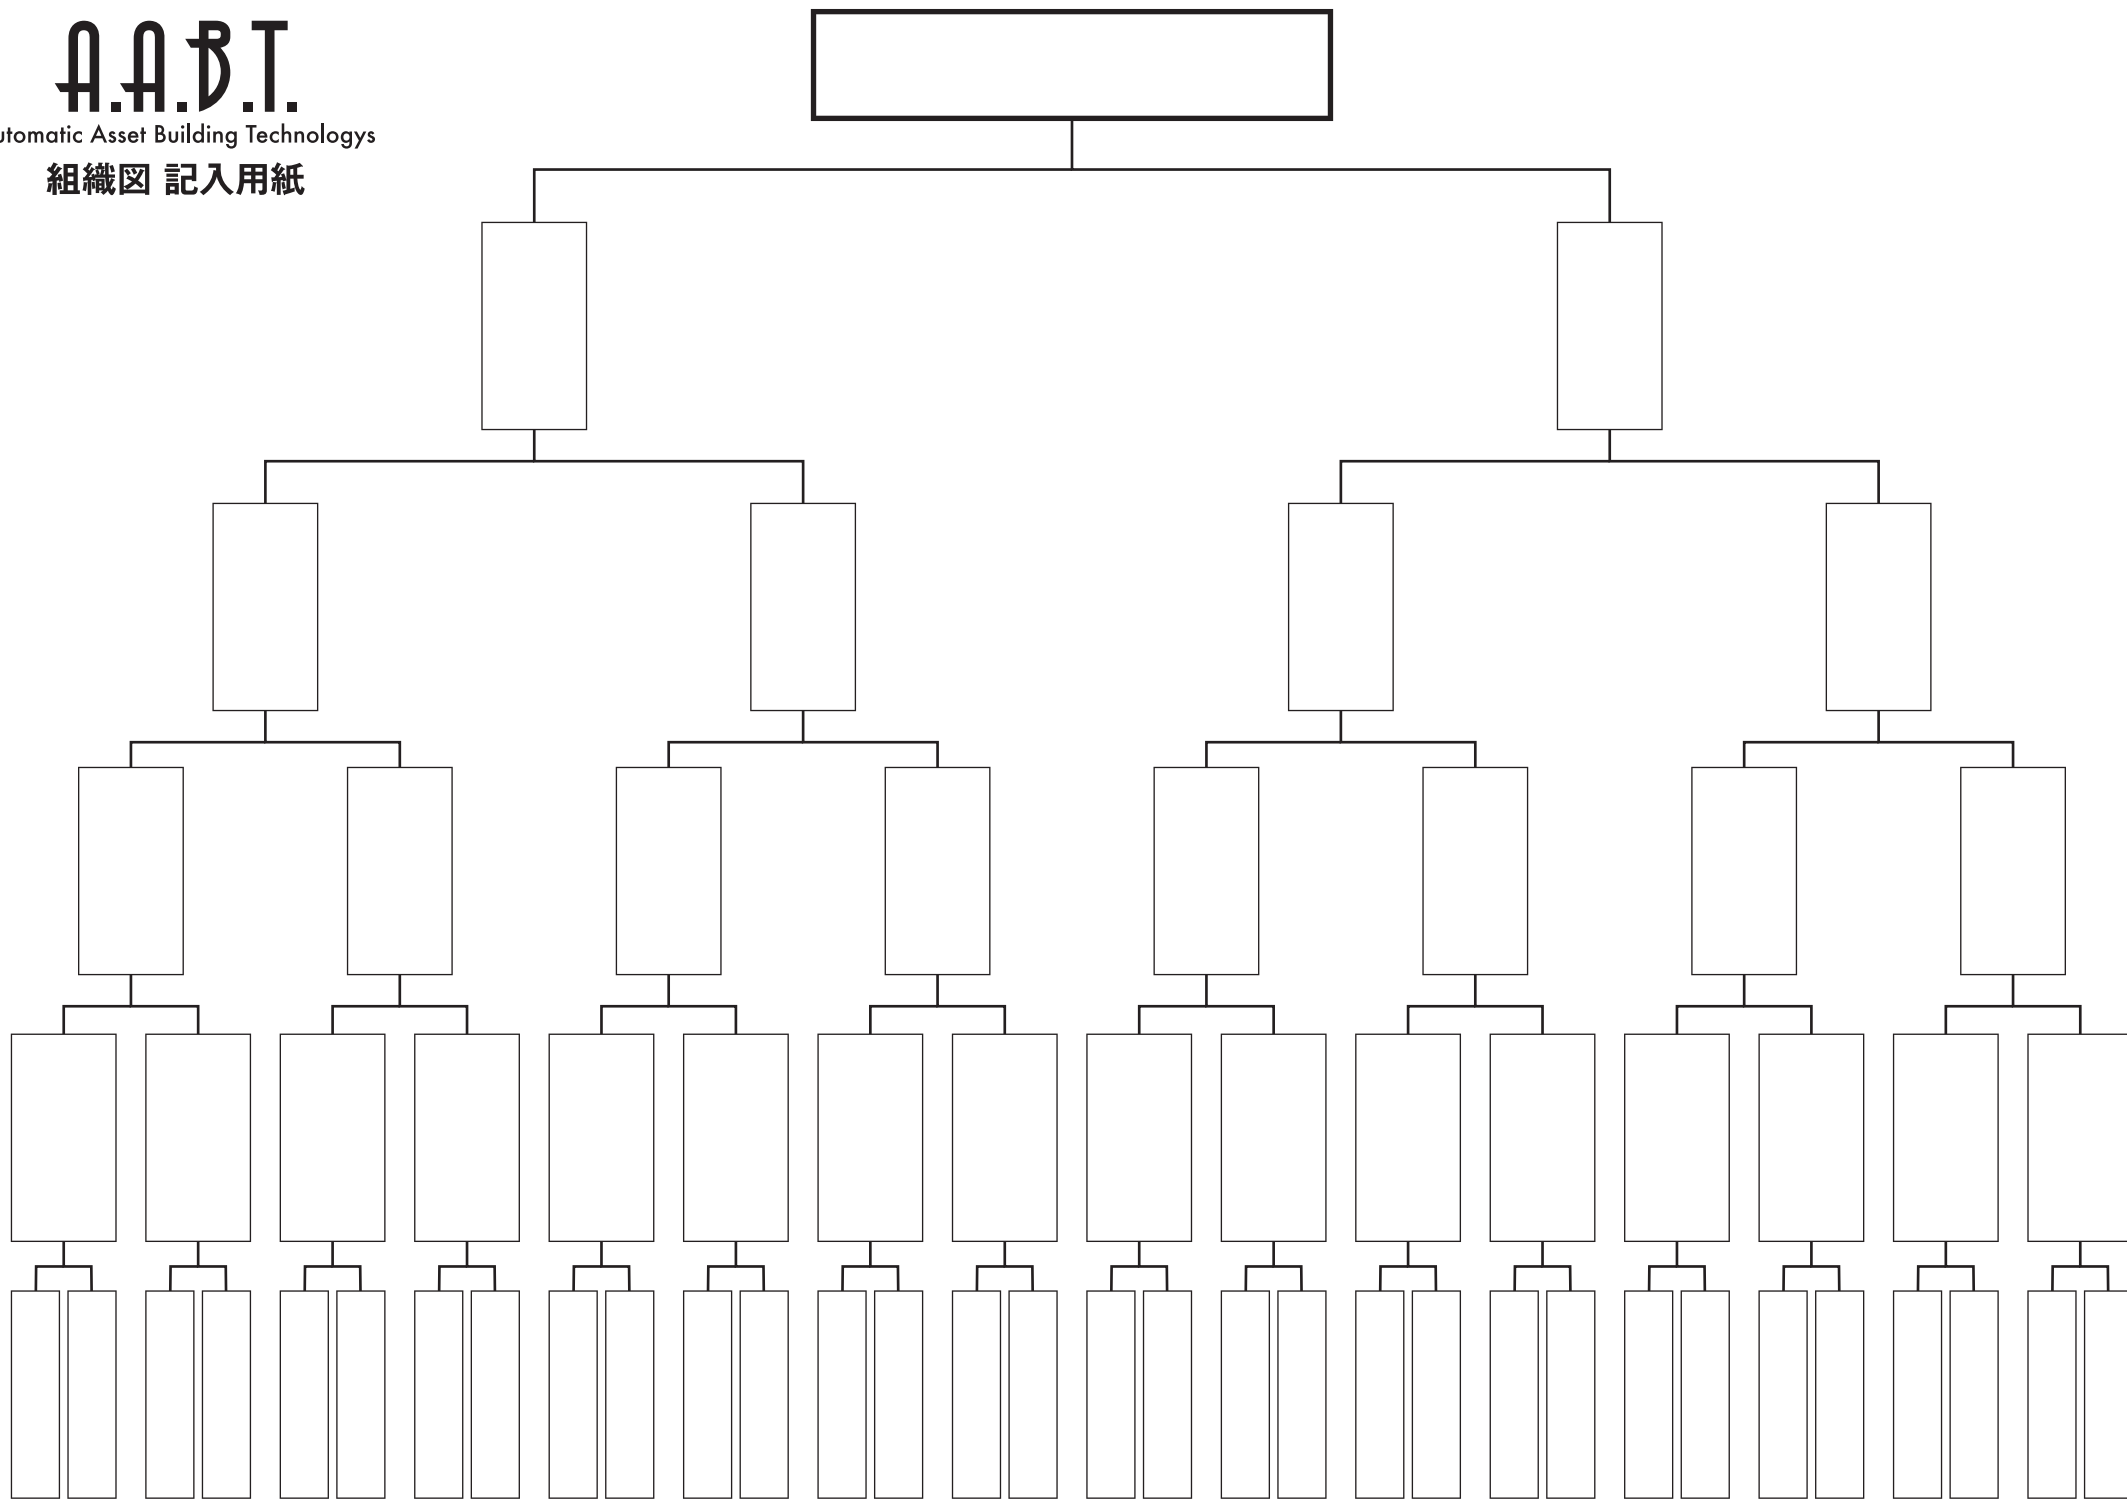 A.A.B.T.
utomatic Asset Building Technologys
組織図 記入用紙